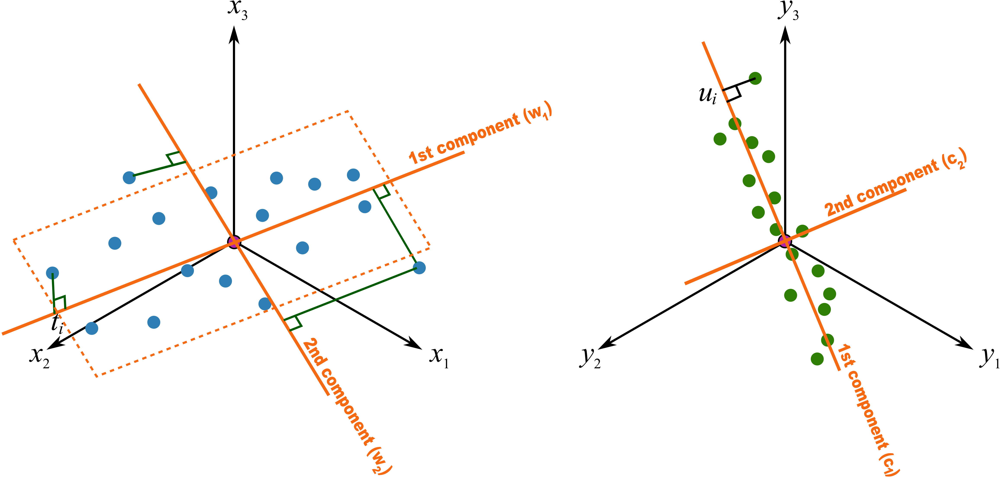 x₃
1st component (w₁)
tᵢ
x₂
x₁
2nd component (w₂)
y₃
uᵢ
2nd component (c₂)
y₂
y₁
1st component (c₁)